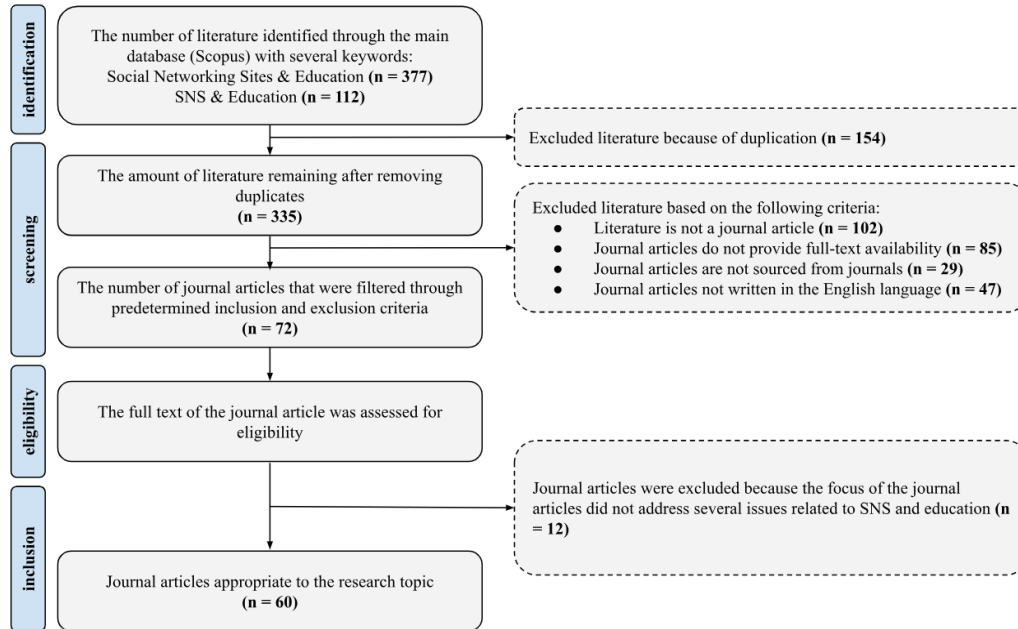 identification
The number of literature identified through the main
database (Scopus) with several keywords:
Social Networking Sites & Education (n = 377)
SNS & Education (n = 112)
Excluded literature because of duplication (n = 154)
screening
The amount of literature remaining after removing
duplicates
(n = 335)
Excluded literature based on the following criteria:
● Literature is not a journal article (n = 102)
● Journal articles do not provide full-text availability (n = 85)
● Journal articles are not sourced from journals (n = 29)
● Journal articles not written in the English language (n = 47)
The number of journal articles that were filtered through
predetermined inclusion and exclusion criteria
(n = 72)
eligibility
The full text of the journal article was assessed for
eligibility
Journal articles were excluded because the focus of the journal
articles did not address several issues related to SNS and education (n
= 12)
inclusion
Journal articles appropriate to the research topic
(n = 60)